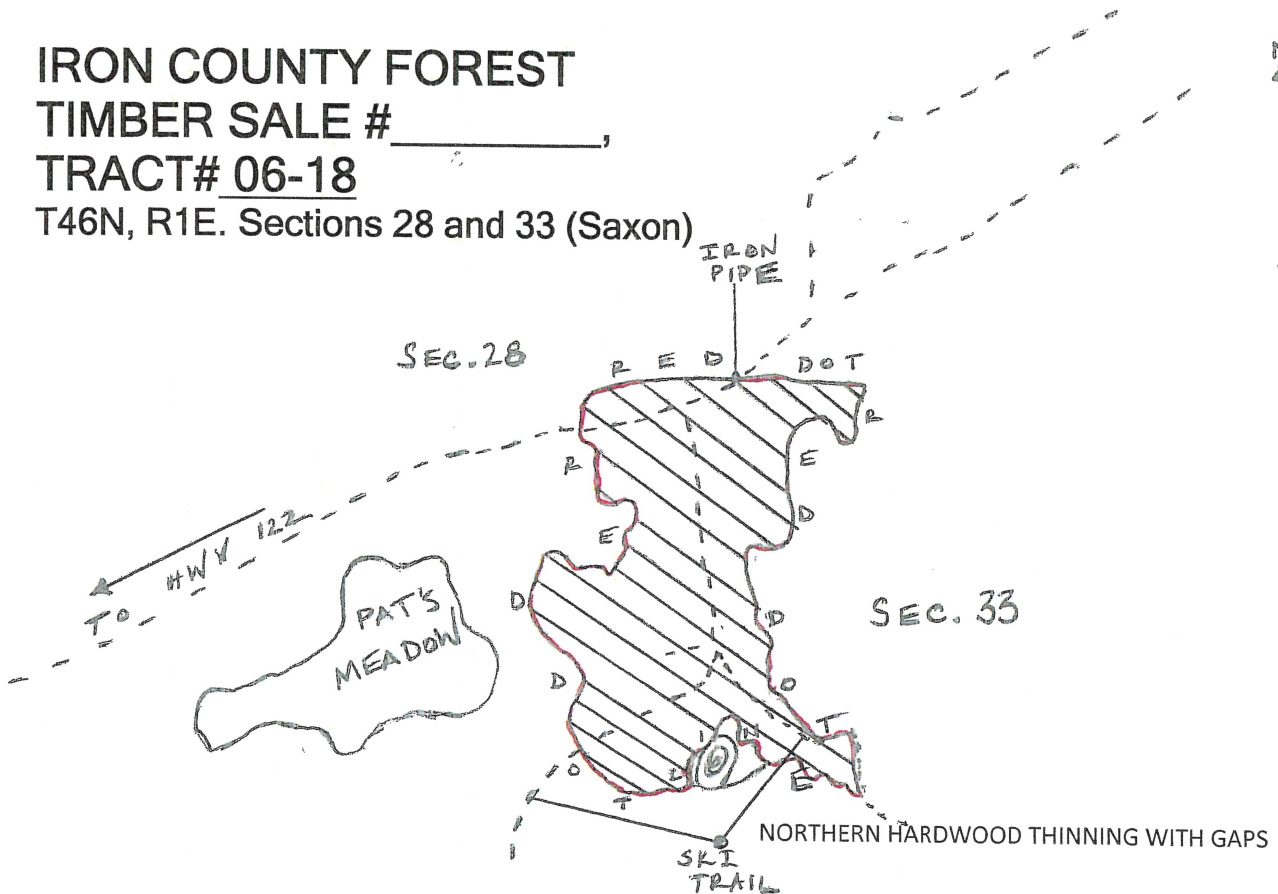 IRON COUNTY FOREST
TIMBER SALE #__________,
TRACT# 06-18
T46N, R1E. Sections 28 and 33 (Saxon)
IRON
PIPE
SEC. 28
RED DOT
RED DOT LINE
RED DOT
TO HWY 122
PAT'S
MEADOW
SEC. 33
NORTHERN HARDWOOD THINNING WITH GAPS
SKI
TRAIL